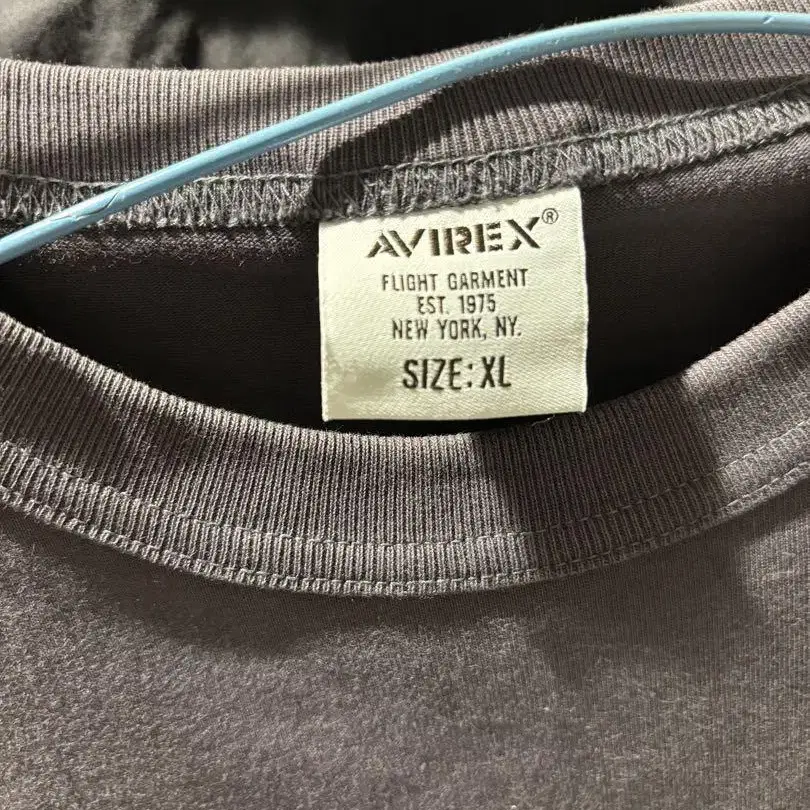 AVIREX®
FLIGHT GARMENT
EST. 1975
NEW YORK, NY.
SIZE: XL